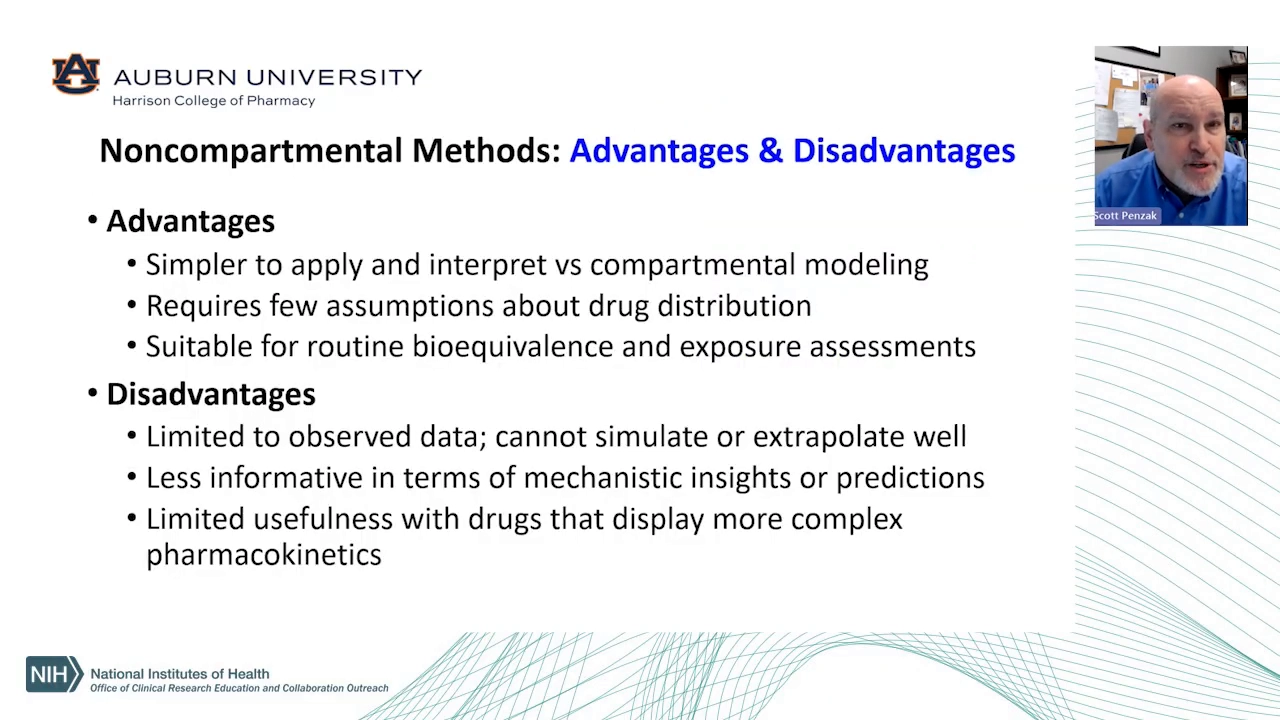 AUBURN UNIVERSITY
Harrison College of Pharmacy
Noncompartmental Methods: Advantages & Disadvantages
• Advantages
• Simpler to apply and interpret vs compartmental modeling
• Requires few assumptions about drug distribution
• Suitable for routine bioequivalence and exposure assessments
• Disadvantages
• Limited to observed data; cannot simulate or extrapolate well
• Less informative in terms of mechanistic insights or predictions
• Limited usefulness with drugs that display more complex
pharmacokinetics
Scott Penzak
NIH National Institutes of Health
Office of Clinical Research Education and Collaboration Outreach